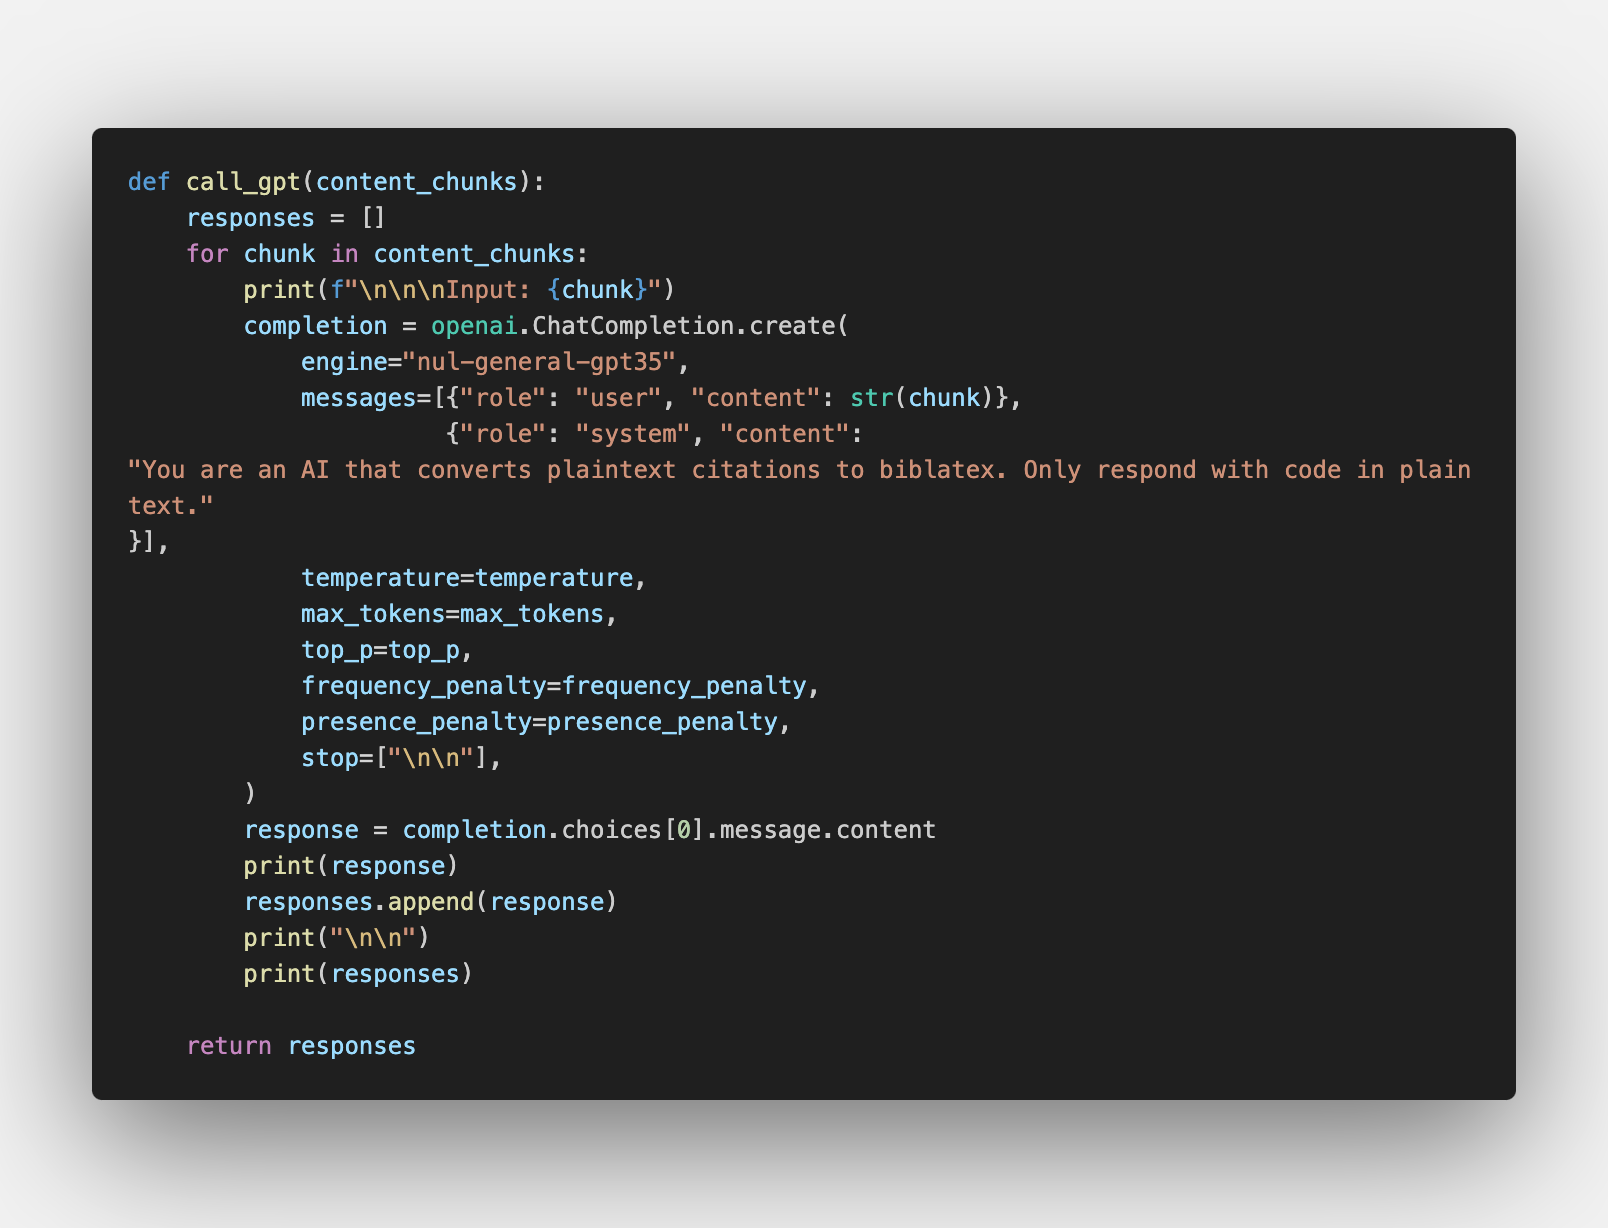 def call_gpt(content_chunks):
    responses = []
    for chunk in content_chunks:
        print(f"\n\n\nInput: {chunk}")
        completion = openai.ChatCompletion.create(
            engine="nul-general-gpt35",
            messages=[{"role": "user", "content": str(chunk)},
                      {"role": "system", "content":
"You are an AI that converts plaintext citations to biblatex. Only respond with code in plain
text."
}],
            temperature=temperature,
            max_tokens=max_tokens,
            top_p=top_p,
            frequency_penalty=frequency_penalty,
            presence_penalty=presence_penalty,
            stop=["\n\n"],
        )
        response = completion.choices[0].message.content
        print(response)
        responses.append(response)
        print("\n\n")
        print(responses)

    return responses